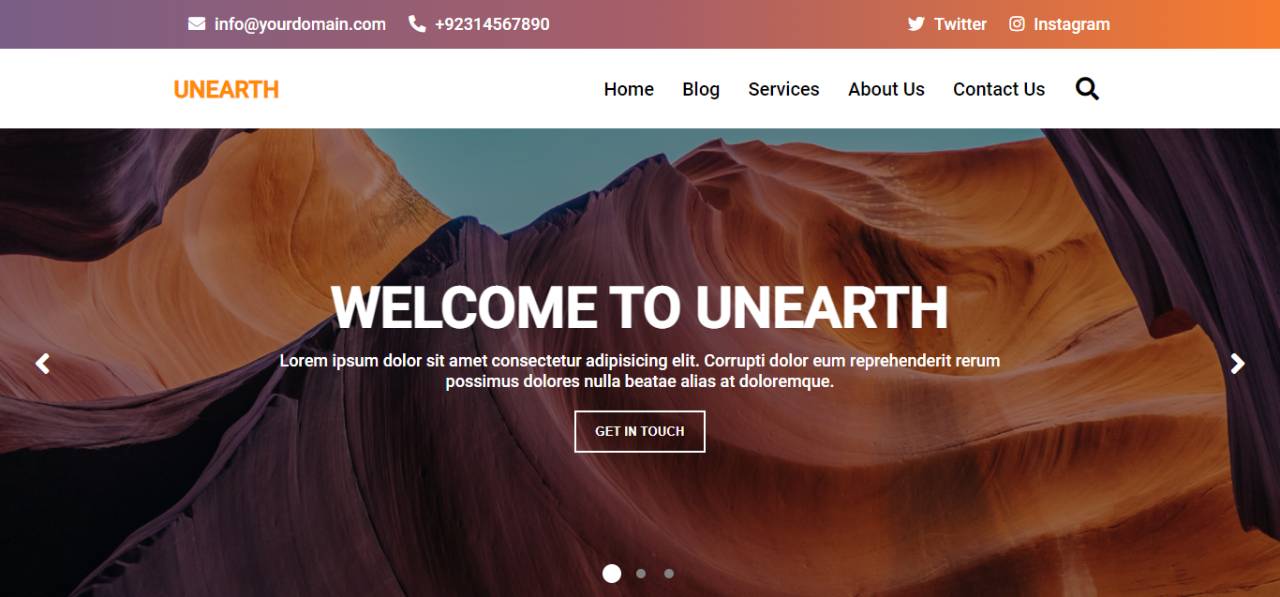 info@yourdomain.com +92314567890 Twitter Instagram
UNEARTH Home Blog Services About Us Contact Us
WELCOME TO UNEARTH
Lorem ipsum dolor sit amet consectetur adipisicing elit. Corrupti dolor eum reprehenderit rerum
possimus dolores nulla beatae alias at doloremque.
GET IN TOUCH